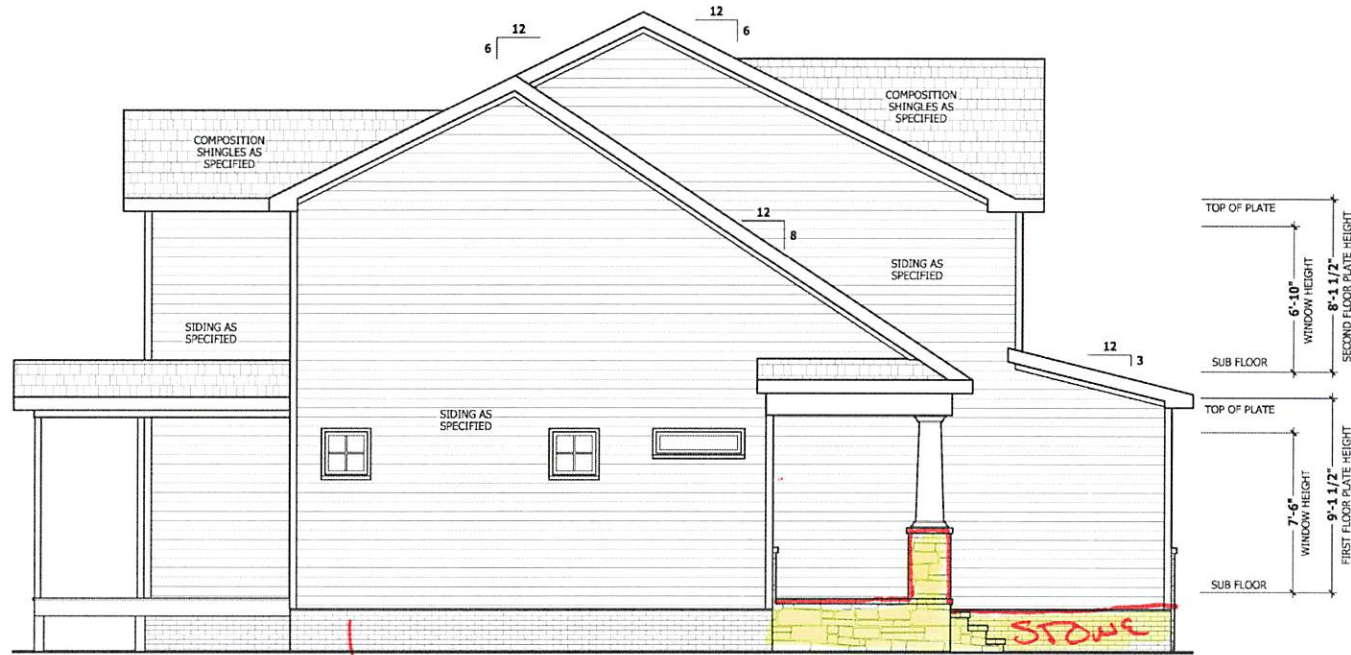 12
6
12
6
COMPOSITION
SHINGLES AS
SPECIFIED
COMPOSITION
SHINGLES AS
SPECIFIED
12
8
SIDING AS
SPECIFIED
SIDING AS
SPECIFIED
SIDING AS
SPECIFIED
12
3
TOP OF PLATE
6'-10"
WINDOW HEIGHT
8'-1 1/2"
SECOND FLOOR PLATE HEIGHT
SUB FLOOR
TOP OF PLATE
7'-6"
WINDOW HEIGHT
9'-1 1/2"
FIRST FLOOR PLATE HEIGHT
SUB FLOOR
STONE